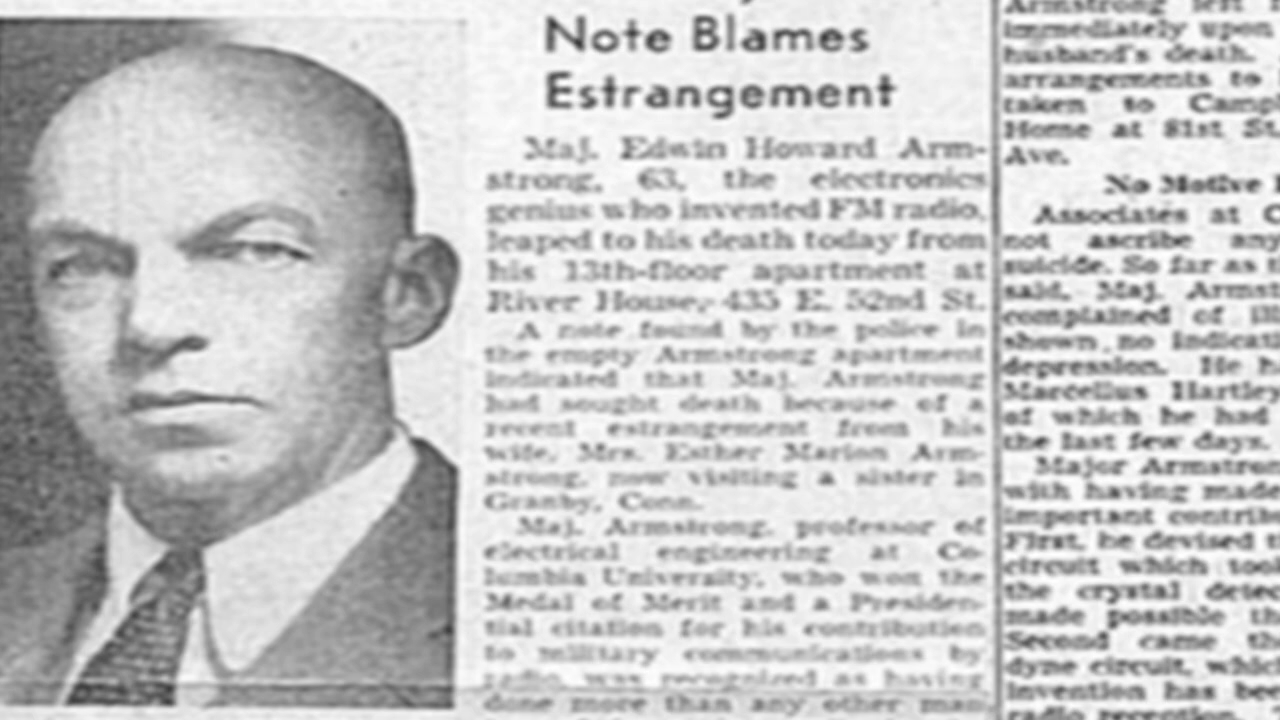 Note Blames
Estrangement
Maj. Edwin Howard Arm-
strong, 63, the electronics
genius who invented FM radio,
leaped to his death today from
his 13th-floor apartment at
River House, 435 E. 52nd St.
A note found by the police in
the empty Armstrong apartment
indicated that Maj. Armstrong
had sought death because of a
recent estrangement from his
wife, Mrs. Esther Marion Arm-
strong, now visiting a sister in
Granby, Conn.
Maj. Armstrong, professor of
electrical engineering at Co-
lumbia University, who won the
Medal of Merit and a Presiden-
tial citation for his contribution
to military communications by
radio, was recognized as having
done more than any other man
Armstrong left
immediately upon
husband's death.
arrangements to
taken to
Home at 81st St
Ave.
No Motive
Associates at C
not ascribe any
suicide. So far as
said, Maj. Armst
complained of ill
shown no indicati
depression. He h
Marcellus Hartley
of which he had
the last few days.
Major Armstron
with having made
important contrib
First, he devised t
circuit which took
the crystal detec
made possible th
Second came th
dyne circuit, whic
invention has bee
radio reception.